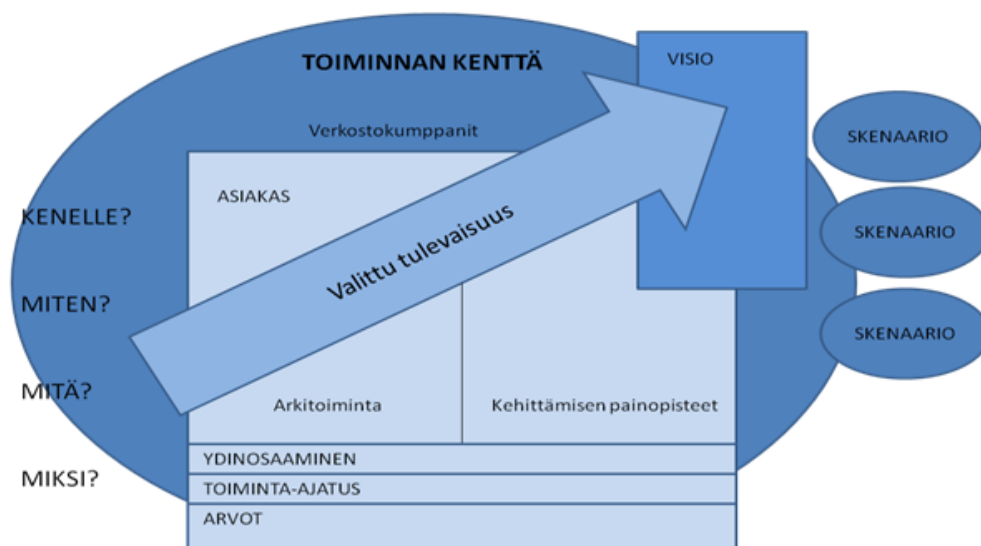 TOIMINNAN KENTTÄ
VISIO
Verkostokumppanit
SKENAARIO
ASIAKAS
KENELLE?
SKENAARIO
Valittu tulevaisuus
MITEN?
SKENAARIO
MITÄ?
Arkitoiminta
Kehittämisen painopisteet
YDINOSAAMINEN
MIKSI?
TOIMINTA-AJATUS
ARVOT